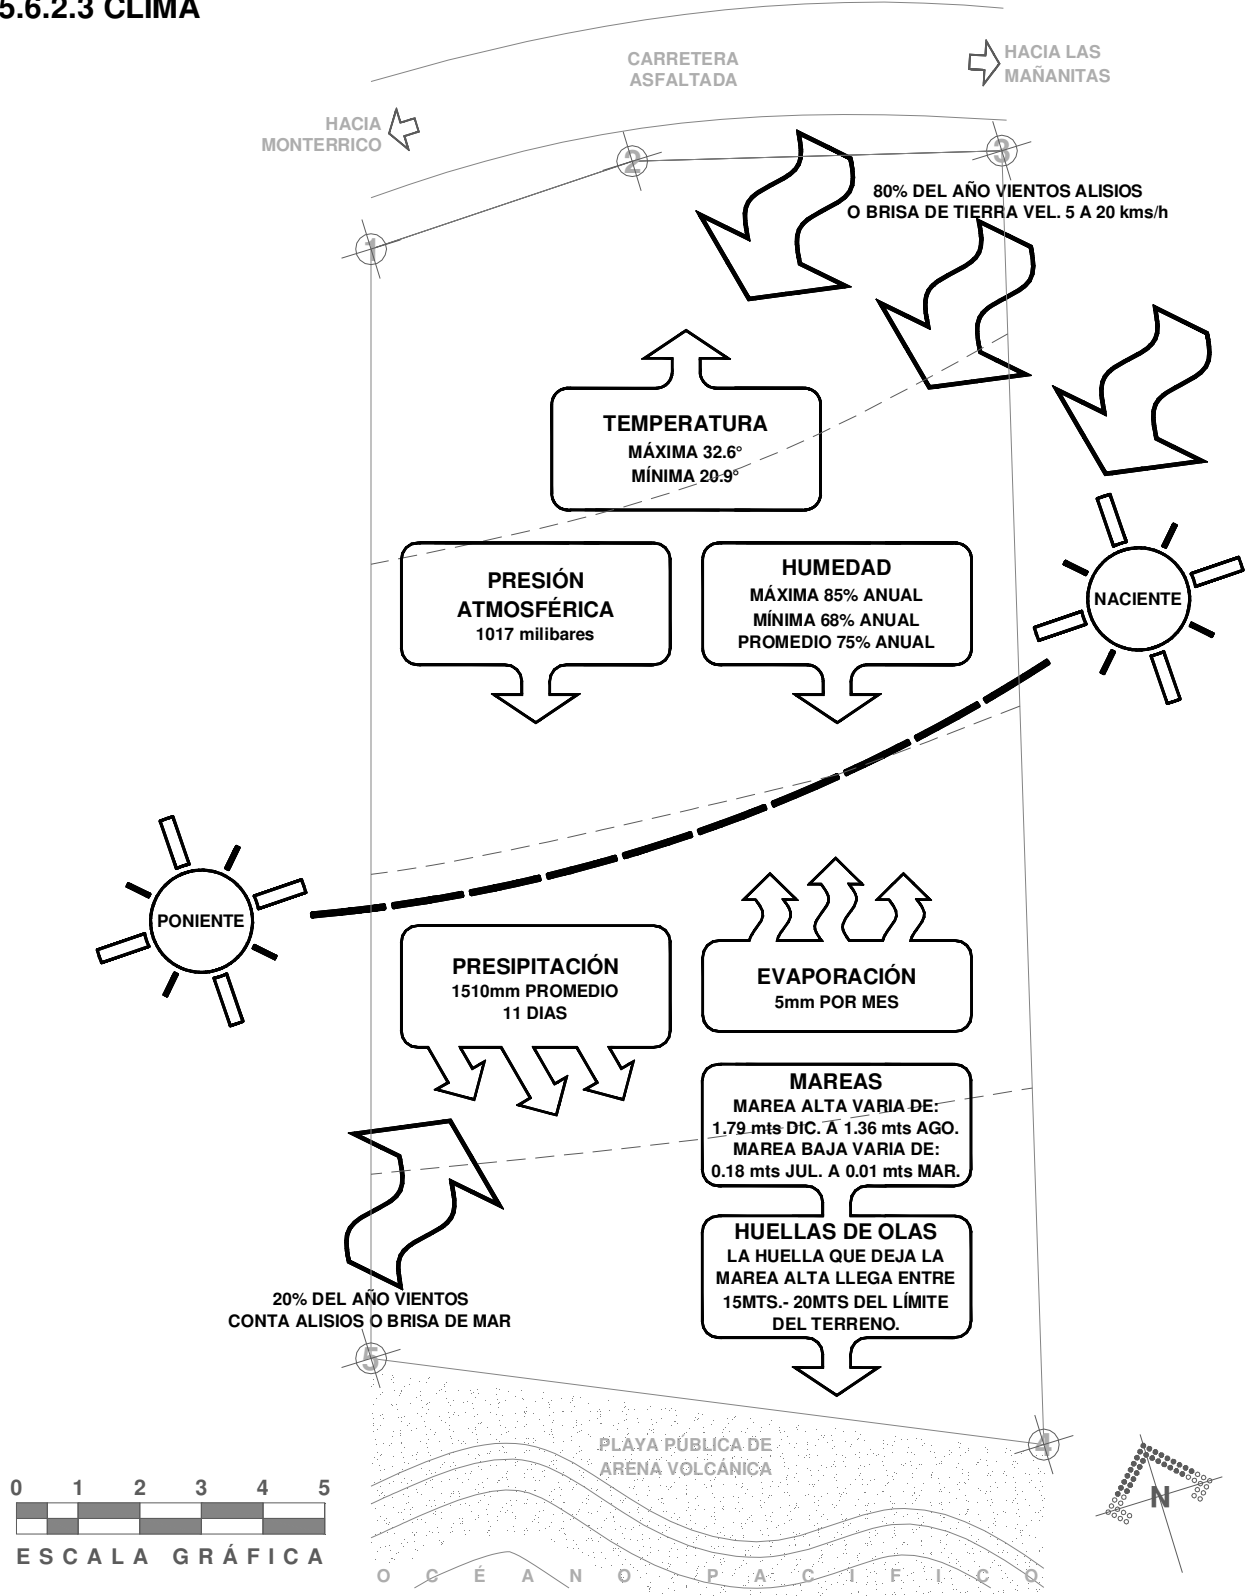 5.6.2.3 CLIMA
CARRETERA
ASFALTADA
HACIA LAS
MAÑANITAS
HACIA
MONTERRICO
2
3
1
80% DEL AÑO VIENTOS ALISIOS
O BRISA DE TIERRA VEL. 5 A 20 kms/h
TEMPERATURA
MÁXIMA 32.6°
MÍNIMA 20.9°
PRESIÓN
ATMOSFÉRICA
1017 milibares
HUMEDAD
MÁXIMA 85% ANUAL
MÍNIMA 68% ANUAL
PROMEDIO 75% ANUAL
NACIENTE
PONIENTE
PRESIPITACIÓN
1510mm PROMEDIO
11 DIAS
EVAPORACIÓN
5mm POR MES
MAREAS
MAREA ALTA VARIA DE:
1.79 mts DIC. A 1.36 mts AGO.
MAREA BAJA VARIA DE:
0.18 mts JUL. A 0.01 mts MAR.
HUELLAS DE OLAS
LA HUELLA QUE DEJA LA
MAREA ALTA LLEGA ENTRE
15MTS.- 20MTS DEL LÍMITE
DEL TERRENO.
20% DEL AÑO VIENTOS
CONTA ALISIOS O BRISA DE MAR
5
4
PLAYA PÚBLICA DE
ARENA VOLCÁNICA
0 1 2 3 4 5
ESCALA GRÁFICA
N
OCÉANO PACIFICO